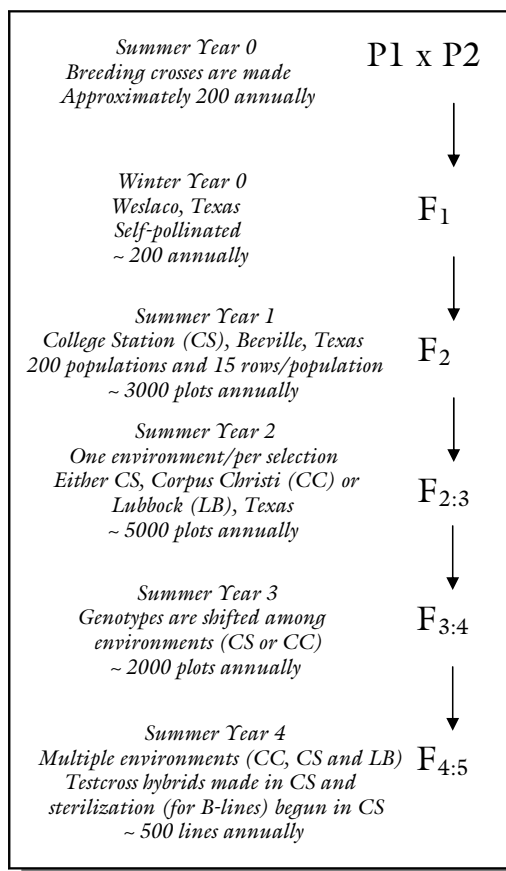 Summer Year 0
Breeding crosses are made
Approximately 200 annually
P1 x P2
Winter Year 0
Weslaco, Texas
Self-pollinated
~ 200 annually
F1
Summer Year 1
College Station (CS), Beeville, Texas
200 populations and 15 rows/population
~ 3000 plots annually
F2
Summer Year 2
One environment/per selection
Either CS, Corpus Christi (CC) or
Lubbock (LB), Texas
~ 5000 plots annually
F2:3
Summer Year 3
Genotypes are shifted among
environments (CS or CC)
~ 2000 plots annually
F3:4
Summer Year 4
Multiple environments (CC, CS and LB)
Testcross hybrids made in CS and
sterilization (for B-lines) begun in CS
~ 500 lines annually
F4:5